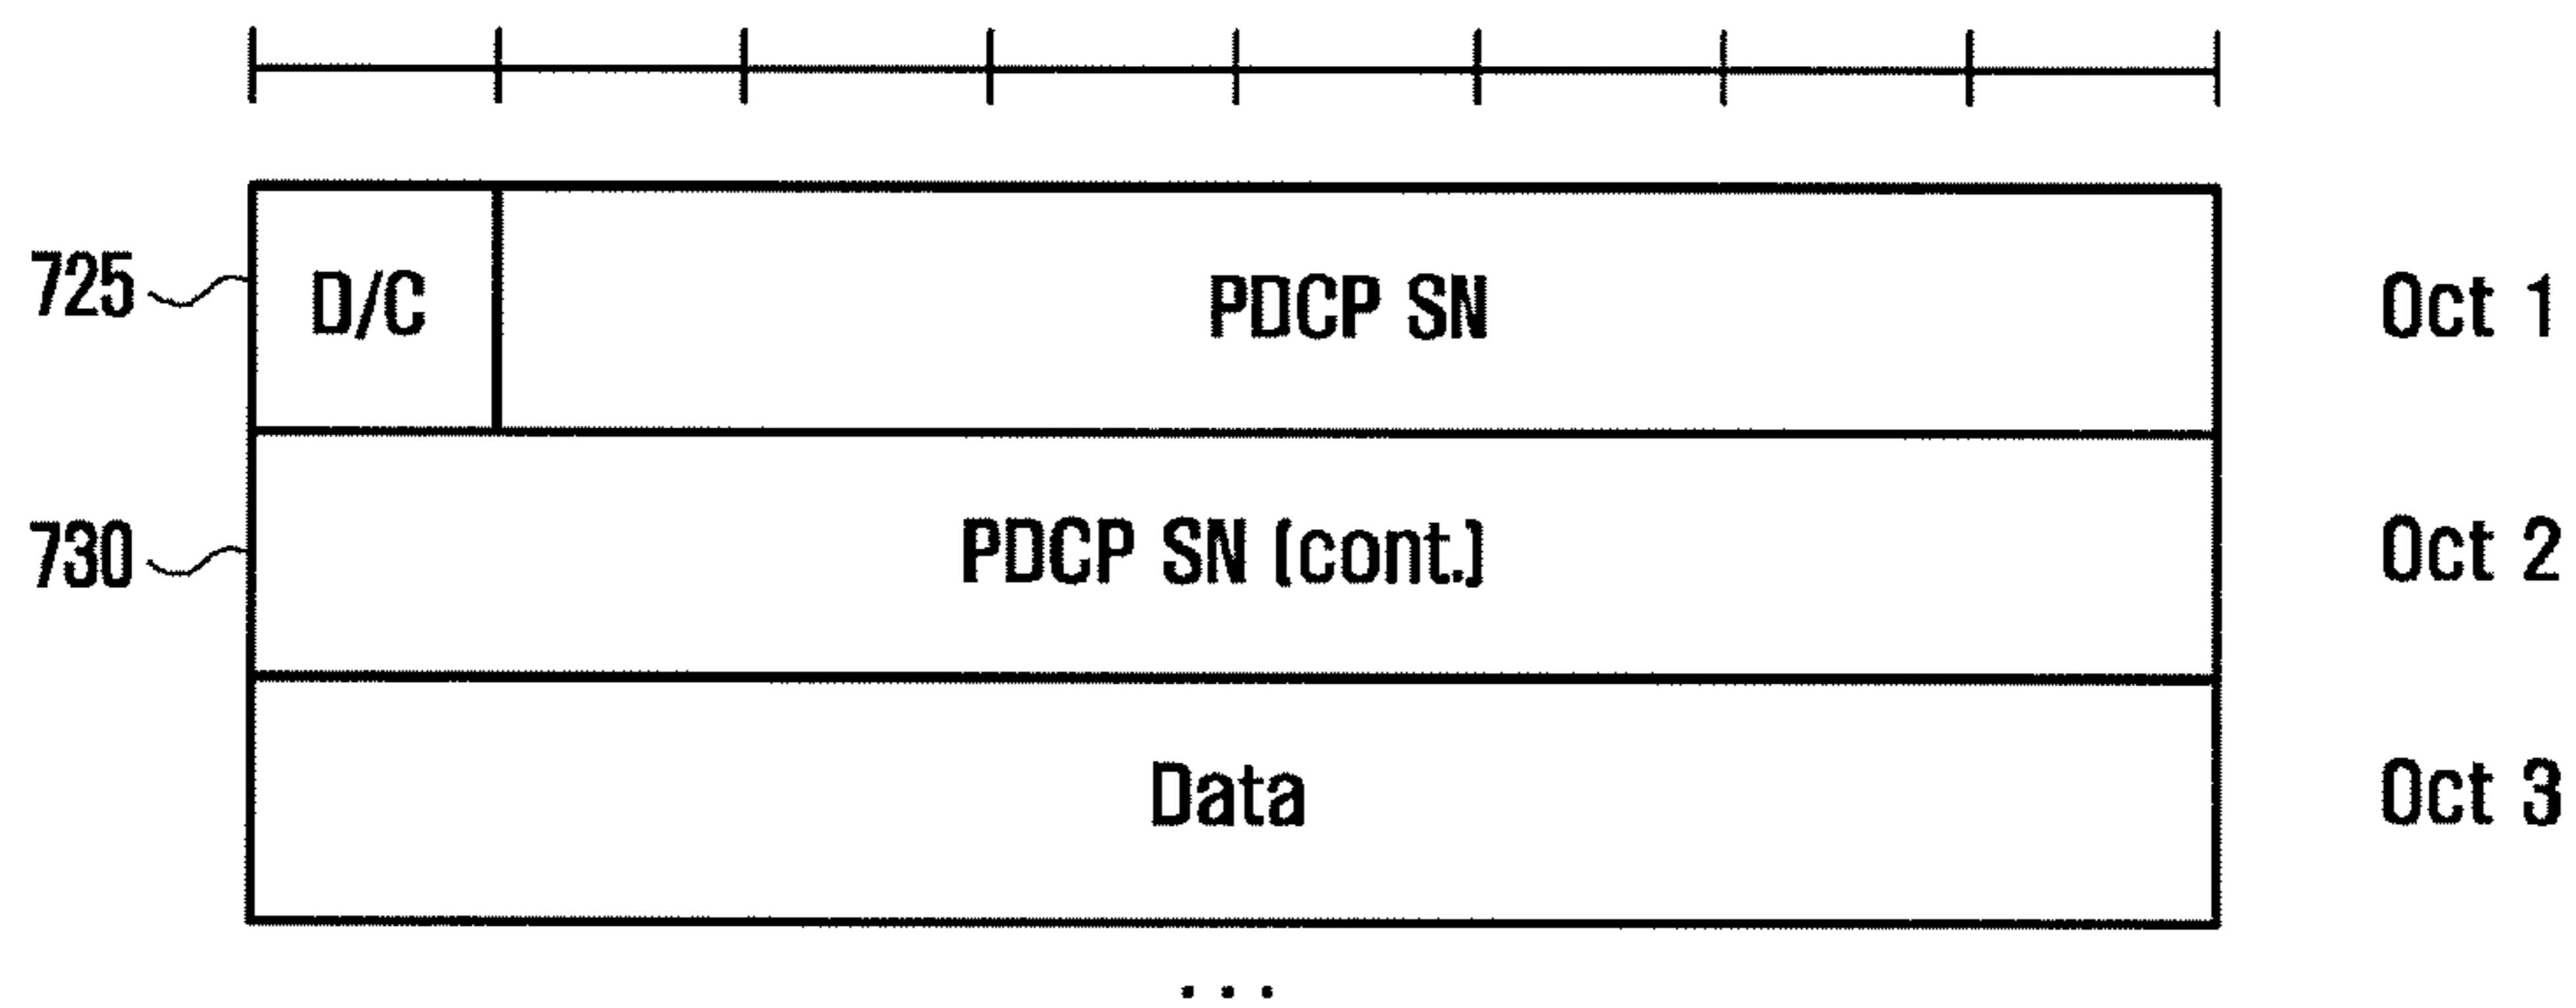 725 D/C PDCP SN Oct 1
730 PDCP SN (cont.) Oct 2
Data Oct 3
...